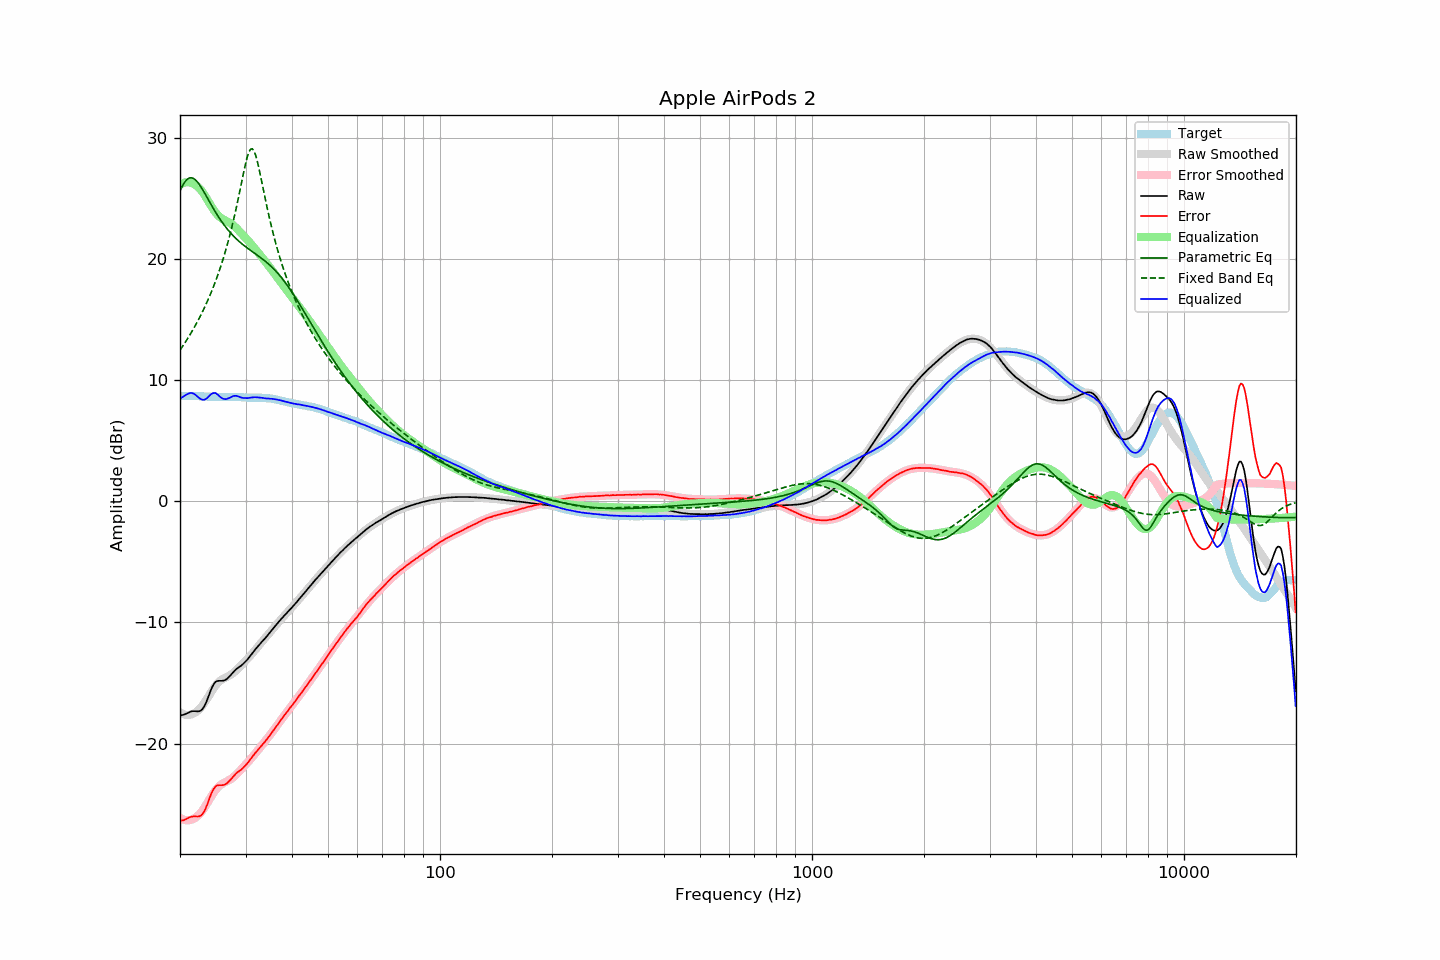 Apple AirPods 2
30
20
10
0
−10
−20
Amplitude (dBr)
100
1000
10000
Frequency (Hz)
Target
Raw Smoothed
Error Smoothed
Raw
Error
Equalization
Parametric Eq
Fixed Band Eq
Equalized